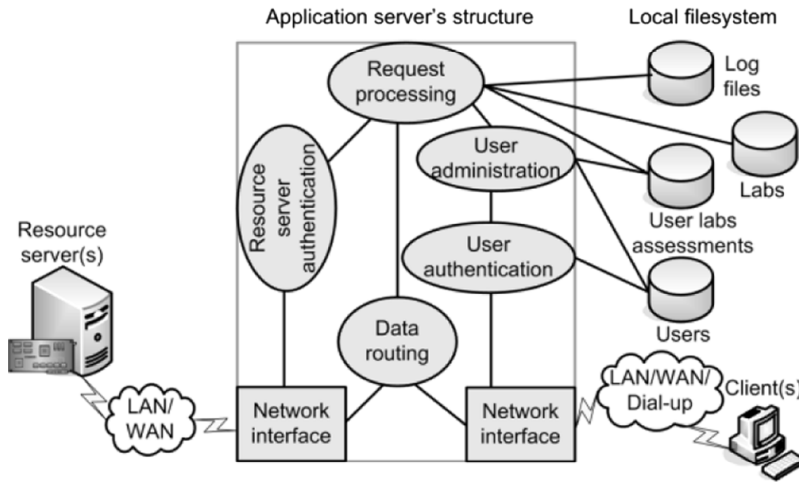 Application server's structure
Local filesystem
Request
processing
Log
files
Resource
server
authentication
User
administration
Labs
User labs
assessments
User
authentication
Resource
server(s)
Users
Data
routing
LAN/
WAN
Network
interface
Network
interface
LAN/WAN/
Dial-up
Client(s)